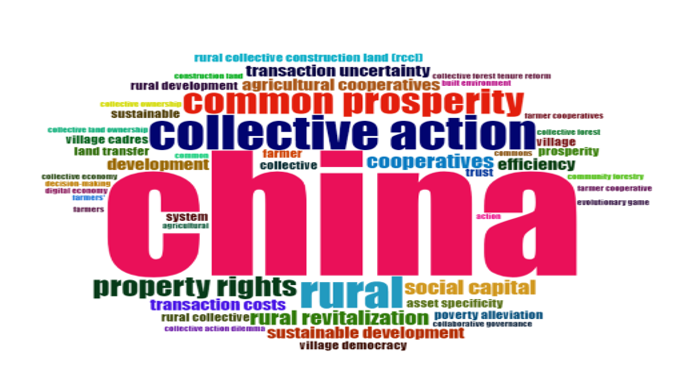 rural collective construction land (rccl)
construction land
transaction uncertainty
collective forest tenure reform
rural development
agricultural cooperatives
built environment
collective ownership
common prosperity
sustainable
farmer cooperatives
collective land ownership
collective action
collective forest
village cadres
village
land transfer
common
farmer
commons
prosperity
development
collective
cooperatives
efficiency
trust
collective economy
china
community forestry
decision-making
digital economy
farmer cooperative
farmers'
evolutionary game
farmers
system
action
agricultural
property rights
rural
social capital
transaction costs
asset specificity
rural collective
rural revitalization
poverty alleviation
collaborative governance
collective action dilemma
sustainable development
village democracy